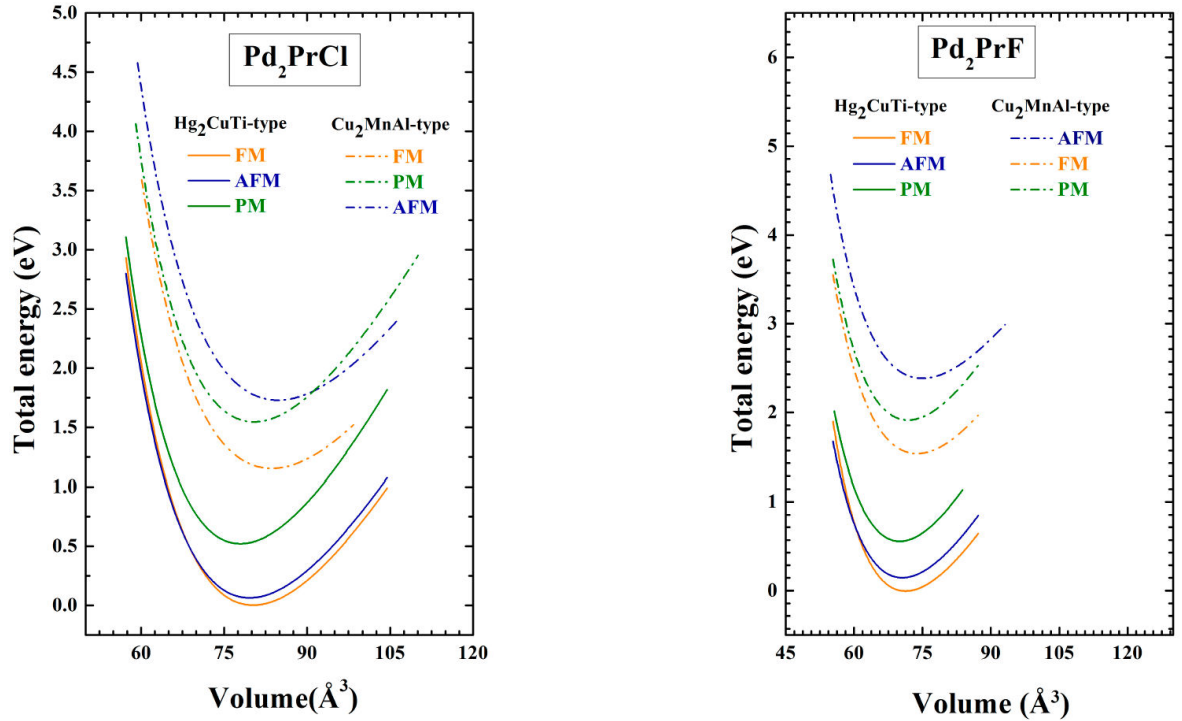 Pd2PrCl
Hg2CuTi-type
FM
AFM
PM
Cu2MnAl-type
FM
PM
AFM
Total energy (eV)
5.0
4.5
4.0
3.5
3.0
2.5
2.0
1.5
1.0
0.5
0.0
60
75
90
105
120
Volume(Å3)
Pd2PrF
Hg2CuTi-type
FM
AFM
PM
Cu2MnAl-type
AFM
FM
PM
Total energy (eV)
6
5
4
3
2
1
0
45
60
75
90
105
120
Volume (Å3)